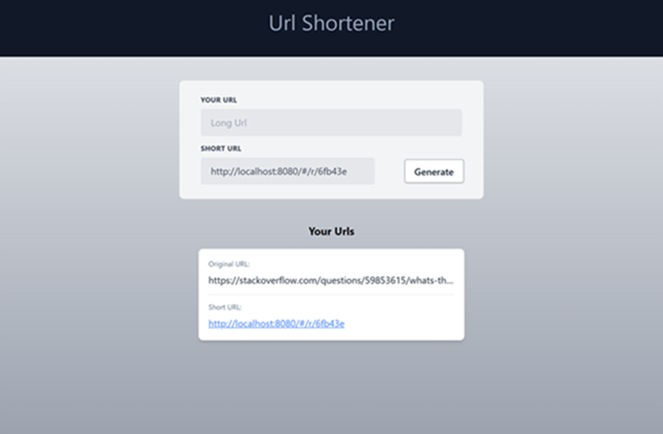 Url Shortener
YOUR URL
Long Url
SHORT URL
http://localhost:8080/#/r/6fb43e
Generate
Your Urls
Original URL:
https://stackoverflow.com/questions/59853615/whats-th...
Short URL:
http://localhost:8080/#/r/6fb43e